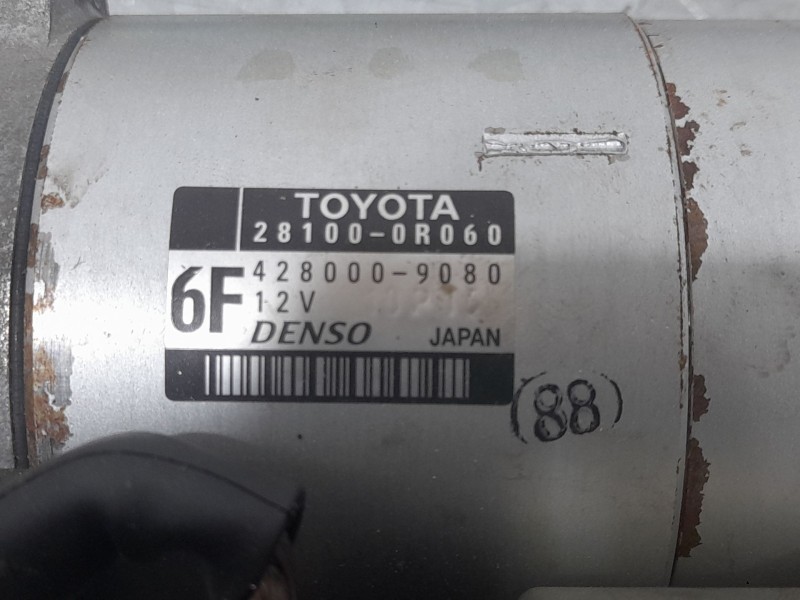 TOYOTA
28100-0R060
6F
428000-9080
12V
DENSO JAPAN
(88)